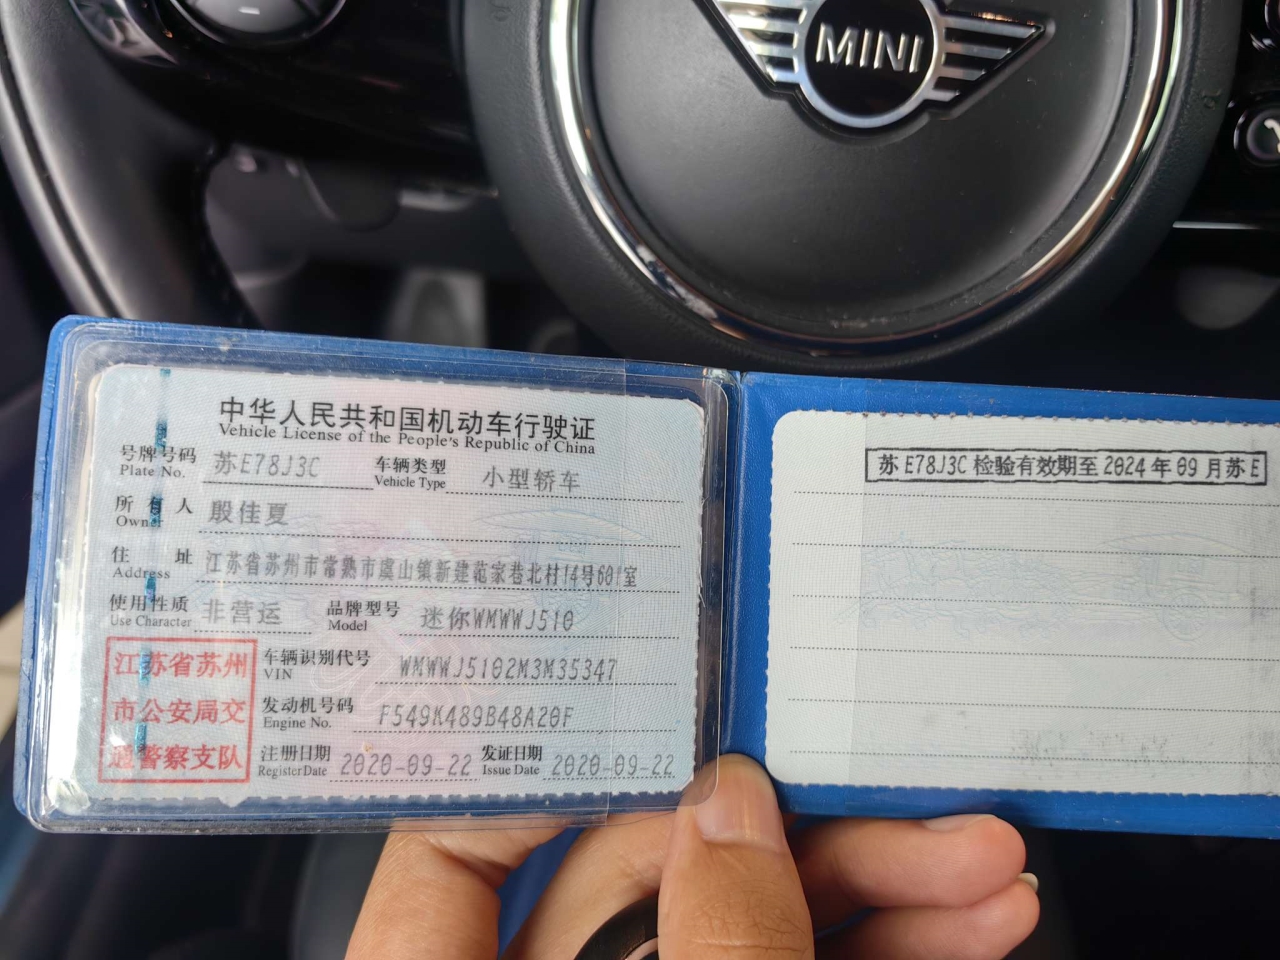 MINI
中华人民共和国机动车行驶证
Vehicle License of the People's Republic of China
号牌号码 苏E78J3C 车辆类型 小型轿车
Plate No. Vehicle Type
所有人 殷佳夏
Owner
住址 江苏省苏州市常熟市虞山镇新建范家巷北村14号601室
Address
使用性质 非营运 品牌型号 迷你WMWWJ510
Use Character Model
江苏省苏州
市公安局交
通警察支队
车辆识别代号 WMWWJ5102M3M35347
VIN
发动机号码 F549K489B48A20F
Engine No.
注册日期 2020-09-22 发证日期 2020-09-22
Register Date Issue Date
苏E78J3C 检验有效期至2024年09月苏E